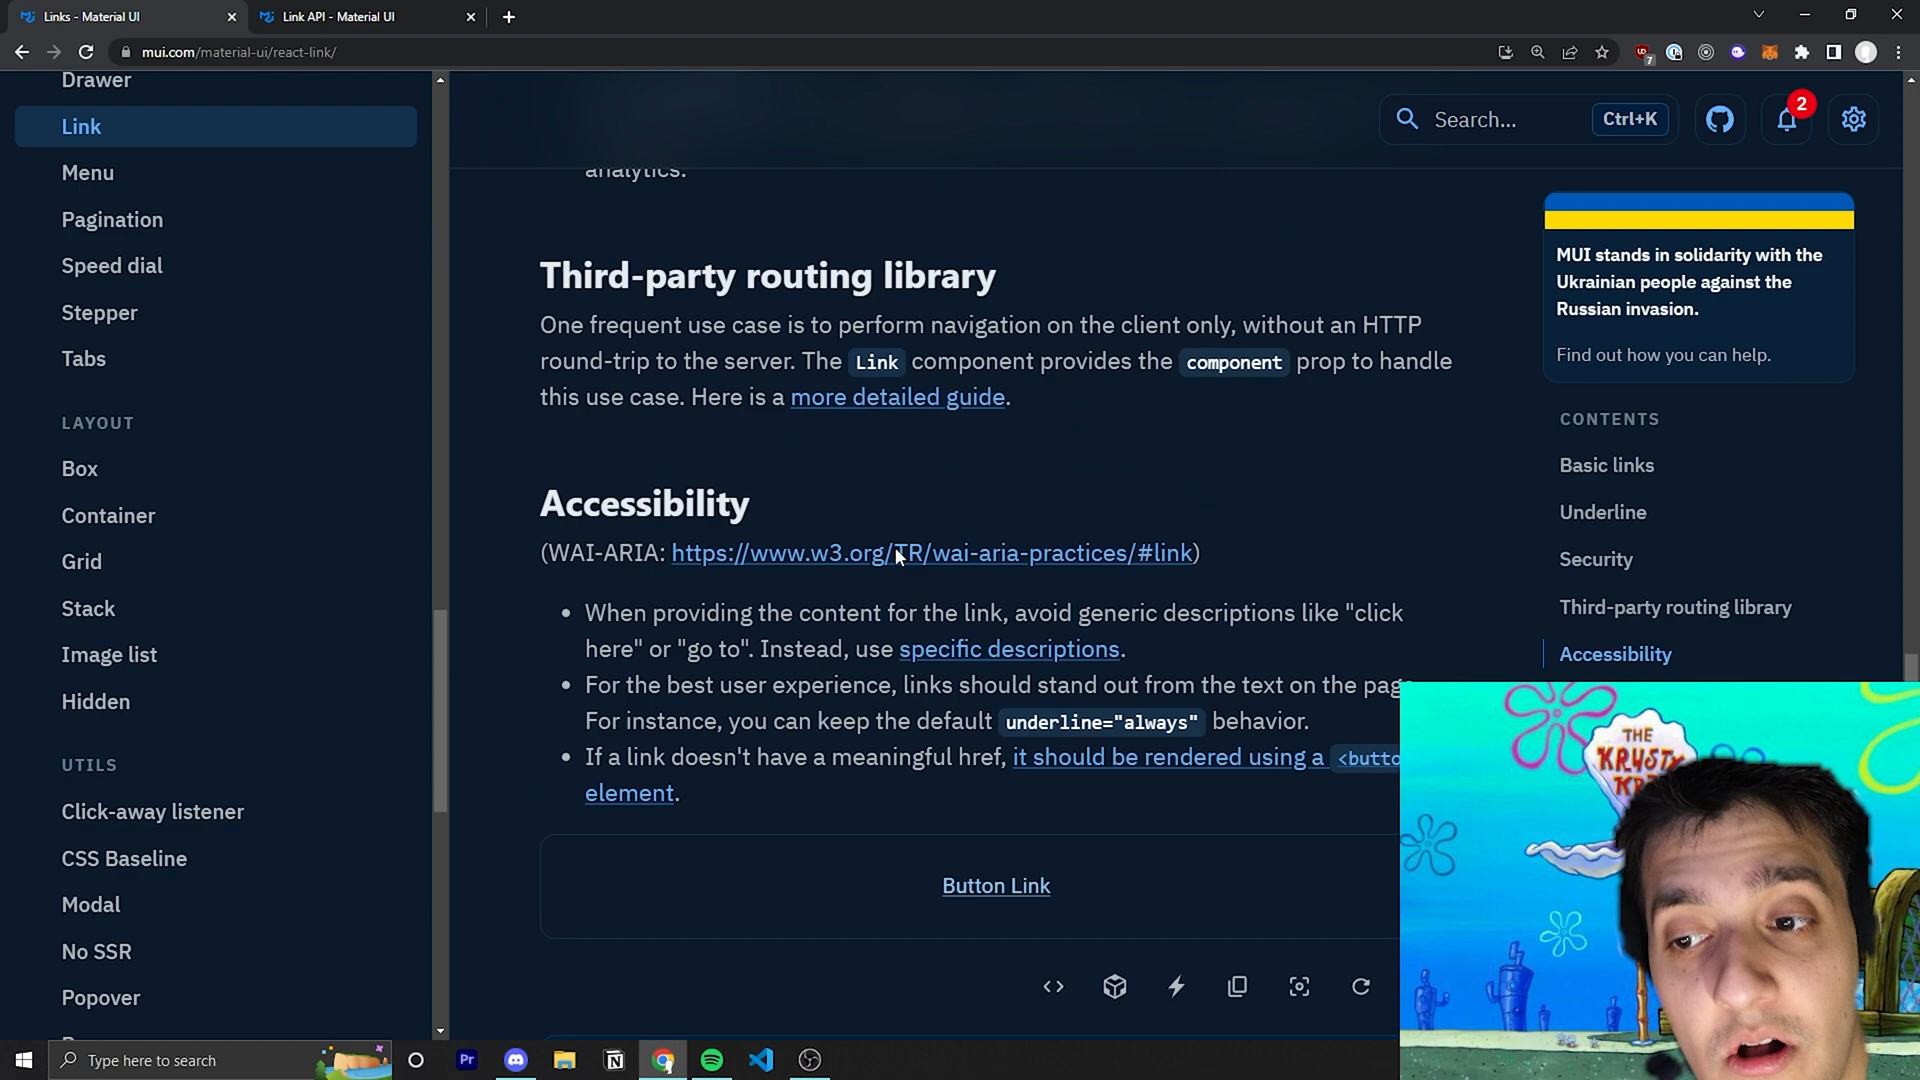 Links - Material UI
Link API - Material UI
mui.com/material-ui/react-link/
7
Drawer
Link
Menu
Pagination
Speed dial
Stepper
Tabs
LAYOUT
Box
Container
Grid
Stack
Image list
Hidden
UTILS
Click-away listener
CSS Baseline
Modal
No SSR
Popover
Search...
Ctrl+K
2
analytics.
Third-party routing library
One frequent use case is to perform navigation on the client only, without an HTTP
round-trip to the server. The Link component provides the component prop to handle
this use case. Here is a more detailed guide.
Accessibility
(WAI-ARIA: https://www.w3.org/TR/wai-aria-practices/#link)
When providing the content for the link, avoid generic descriptions like "click
here" or "go to". Instead, use specific descriptions.
For the best user experience, links should stand out from the text on the page
For instance, you can keep the default underline="always" behavior.
If a link doesn't have a meaningful href, it should be rendered using a <butto
element.
Button Link
MUI stands in solidarity with the
Ukrainian people against the
Russian invasion.
Find out how you can help.
CONTENTS
Basic links
Underline
Security
Third-party routing library
Accessibility
THE
KRUSTY
KR
Type here to search
Pr